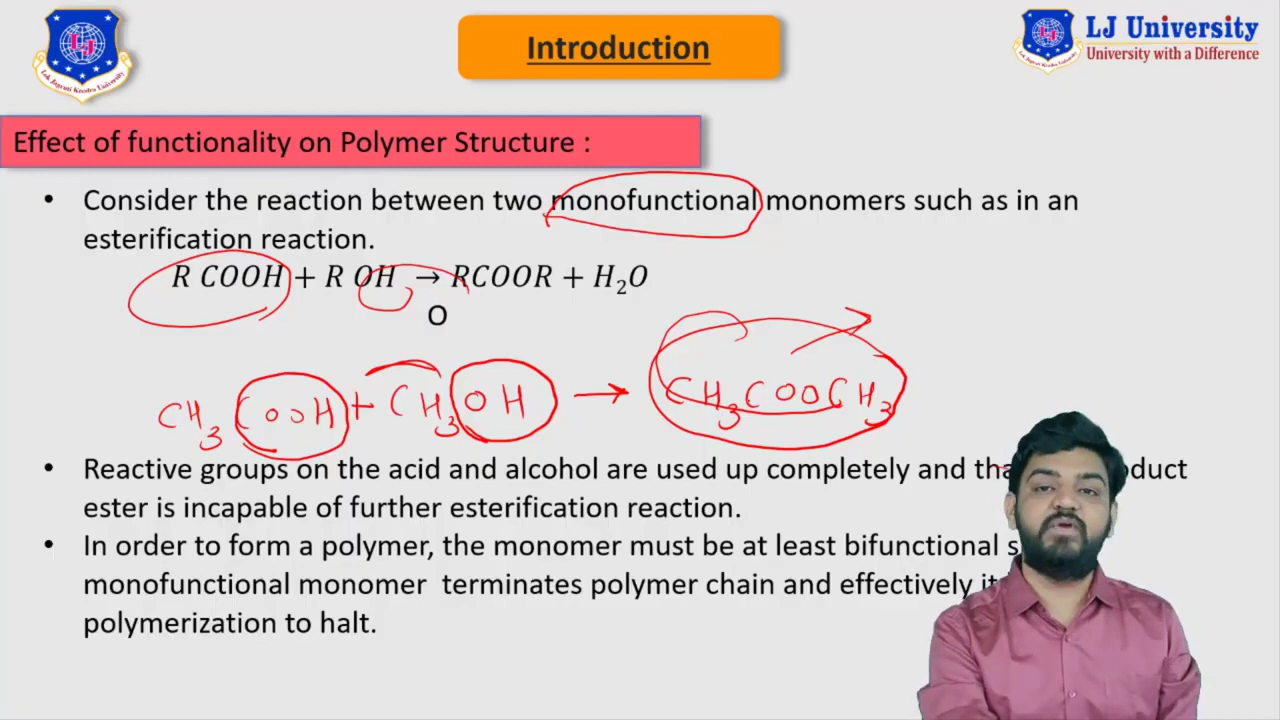 Introduction
LJ University
University with a Difference
Effect of functionality on Polymer Structure :
• Consider the reaction between two monofunctional monomers such as in an
esterification reaction.
R COOH + R OH → RCOOR + H₂O
O
CH₃ COOH + CH₃ OH → CH₃COOCH₃
• Reactive groups on the acid and alcohol are used up completely and
ester is incapable of further esterification reaction.
• In order to form a polymer, the monomer must be at least bifunctional
monofunctional monomer terminates polymer chain and effectively
polymerization to halt.